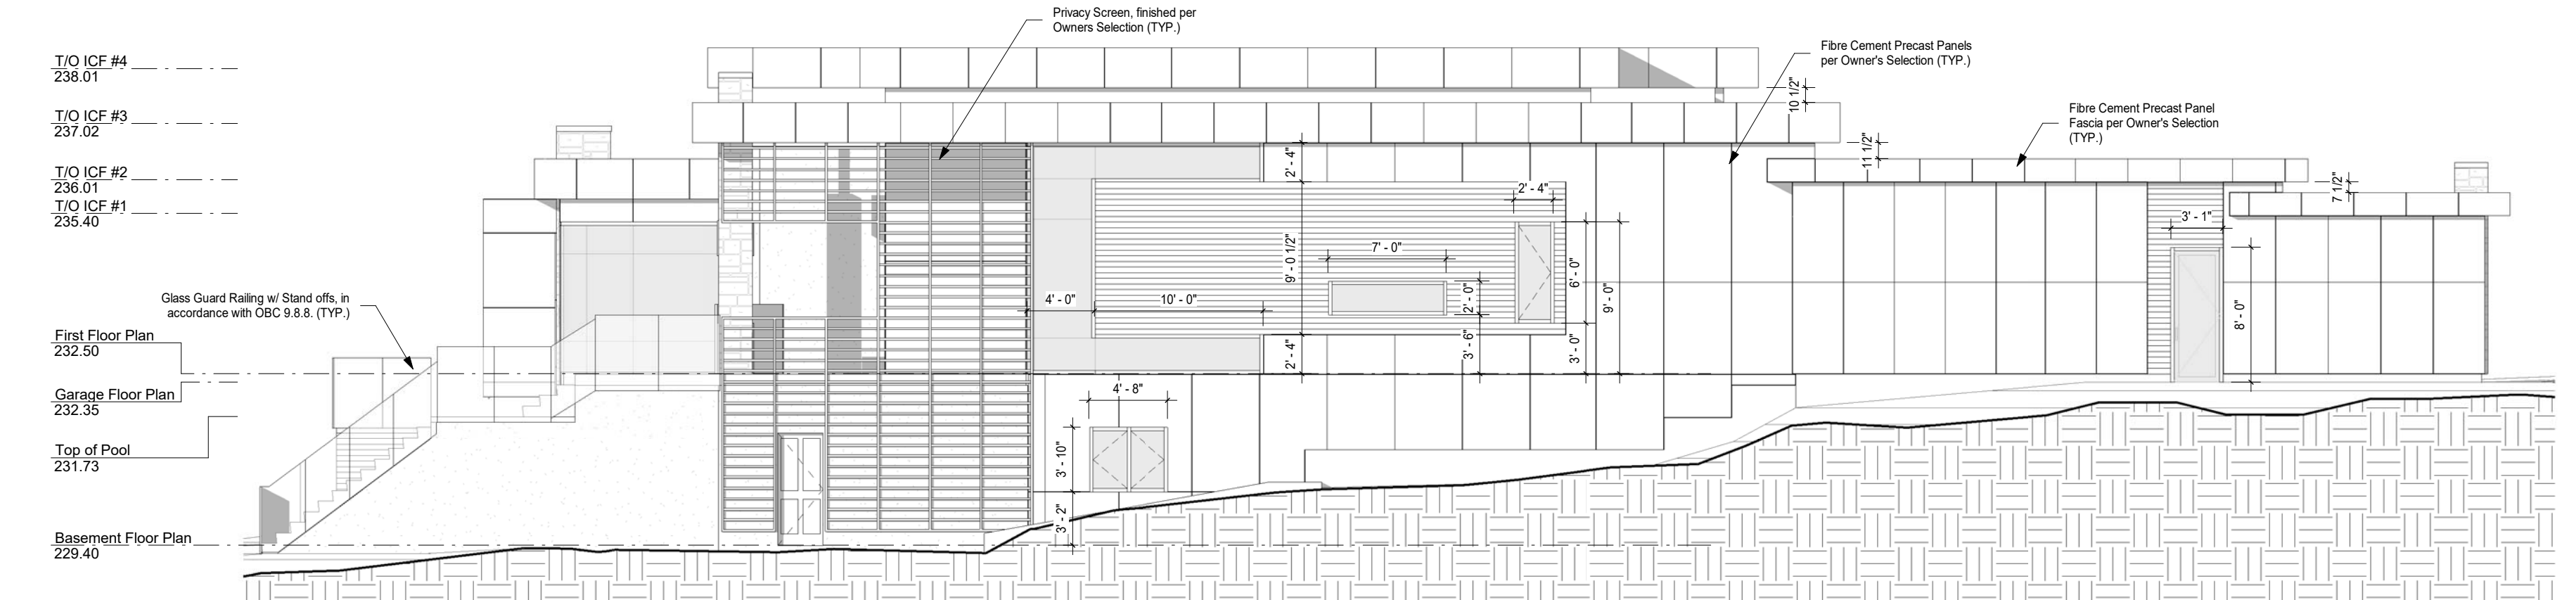 Privacy Screen, finished per
Owners Selection (TYP.)
Fibre Cement Precast Panels
per Owner's Selection (TYP.)
Fibre Cement Precast Panel
Fascia per Owner's Selection
(TYP.)
T/O ICF #4
238.01
T/O ICF #3
237.02
T/O ICF #2
236.01
T/O ICF #1
235.40
Glass Guard Railing w/ Stand offs, in
accordance with OBC 9.8.8. (TYP.)
First Floor Plan
232.50
Garage Floor Plan
232.35
Top of Pool
231.73
Basement Floor Plan
229.40
10 1/2"
11 1/2"
7 1/2"
2' - 4"
2' - 4"
3' - 1"
7' - 0"
9' - 0 1/2"
6' - 0"
9' - 0"
4' - 0"
10' - 0"
2' - 0"
8' - 0"
2' - 4"
3' - 6"
3' - 0"
4' - 8"
3' - 10"
3' - 2"